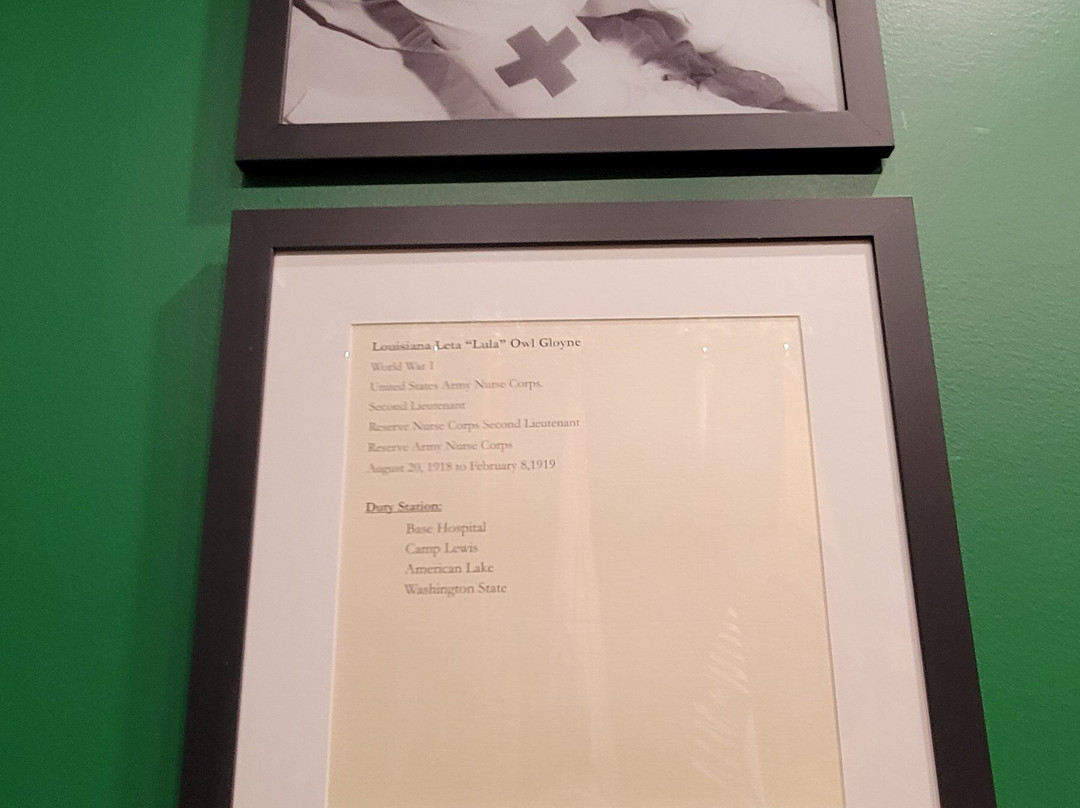 Louisiana Leta “Lula” Owl Gloyne
World War I
United States Army Nurse Corps.
Second Lieutenant
Reserve Nurse Corps Second Lieutenant
Reserve Army Nurse Corps
August 20, 1918 to February 8,1919
Duty Station:
Base Hospital
Camp Lewis
American Lake
Washington State